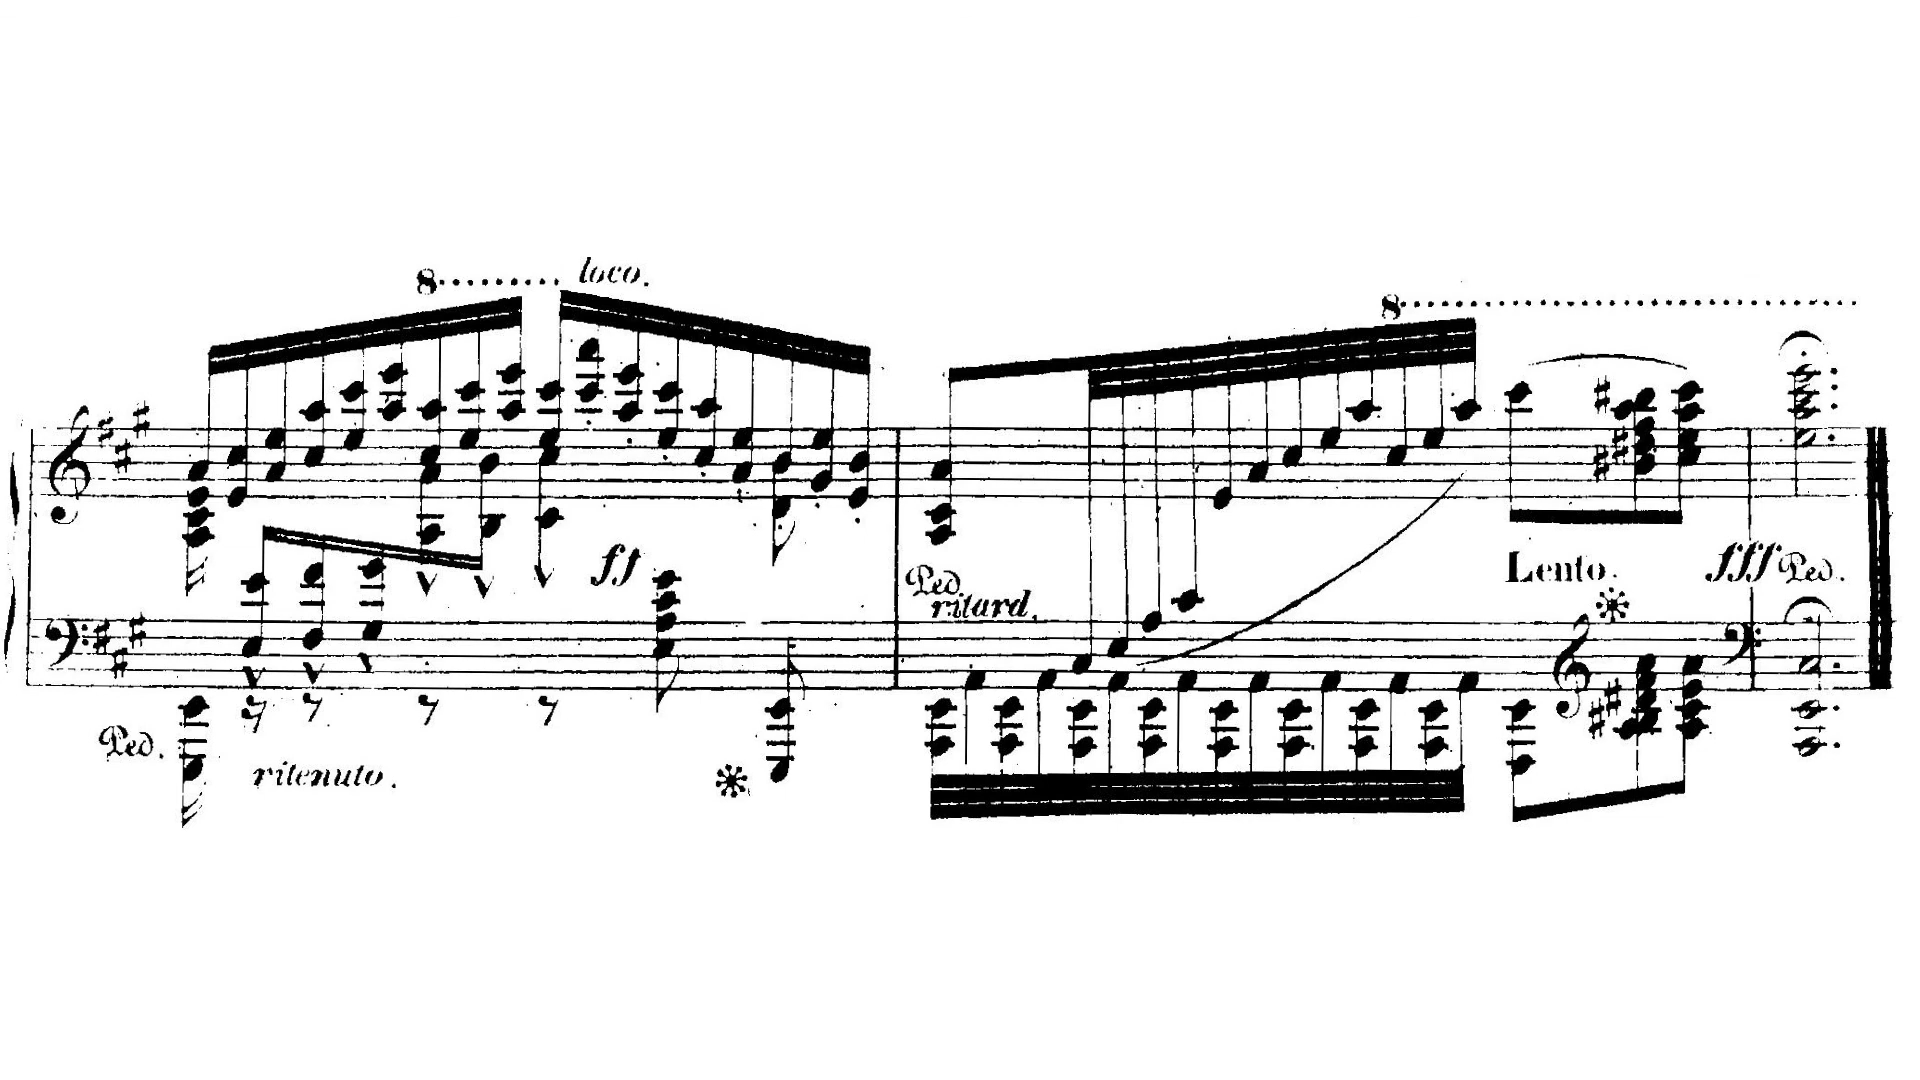 8 loco.
8
ff
Lento. fff Ped.
Ped. ritard.
Ped. ritenuto.